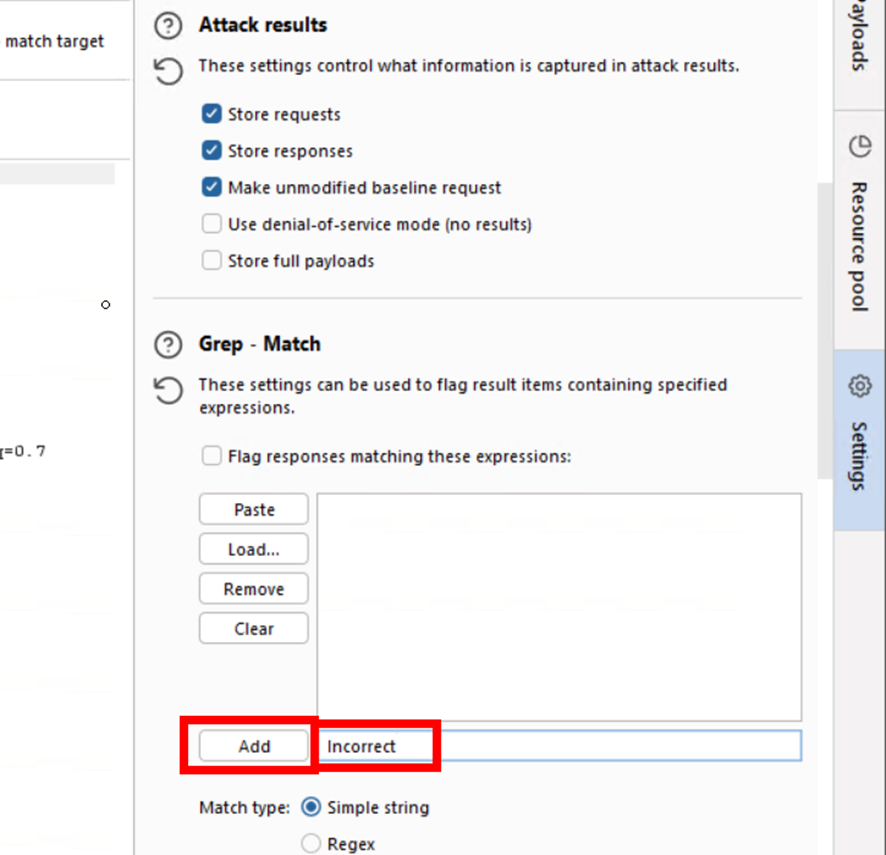 match target
Attack results
These settings control what information is captured in attack results.
Store requests
Store responses
Make unmodified baseline request
Use denial-of-service mode (no results)
Store full payloads
Grep - Match
These settings can be used to flag result items containing specified
expressions.
=0.7
Flag responses matching these expressions:
Paste
Load...
Remove
Clear
Add
Incorrect
Match type:
Simple string
Regex
Payloads
Resource pool
Settings